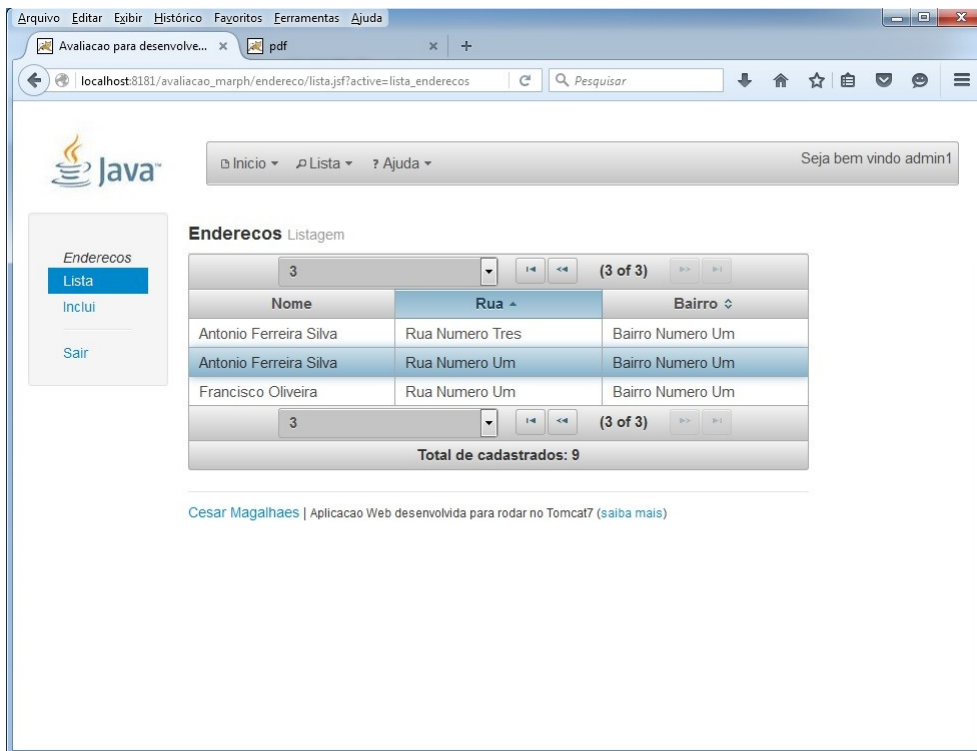 Arquivo Editar Exibir Histórico Favoritos Ferramentas Ajuda
Avaliacao para desenvolve... × pdf × +
localhost:8181/avaliacao_marph/endereco/lista.jsf?active=lista_enderecos Pesquisar
Java™
Inicio Lista ? Ajuda Seja bem vindo admin1
Enderecos
Lista
Inclui
Sair
Enderecos Listagem
3 (3 of 3)
Nome Rua Bairro
Antonio Ferreira Silva Rua Numero Tres Bairro Numero Um
Antonio Ferreira Silva Rua Numero Um Bairro Numero Um
Francisco Oliveira Rua Numero Um Bairro Numero Um
3 (3 of 3)
Total de cadastrados: 9
Cesar Magalhaes | Aplicacao Web desenvolvida para rodar no Tomcat7 (saiba mais)